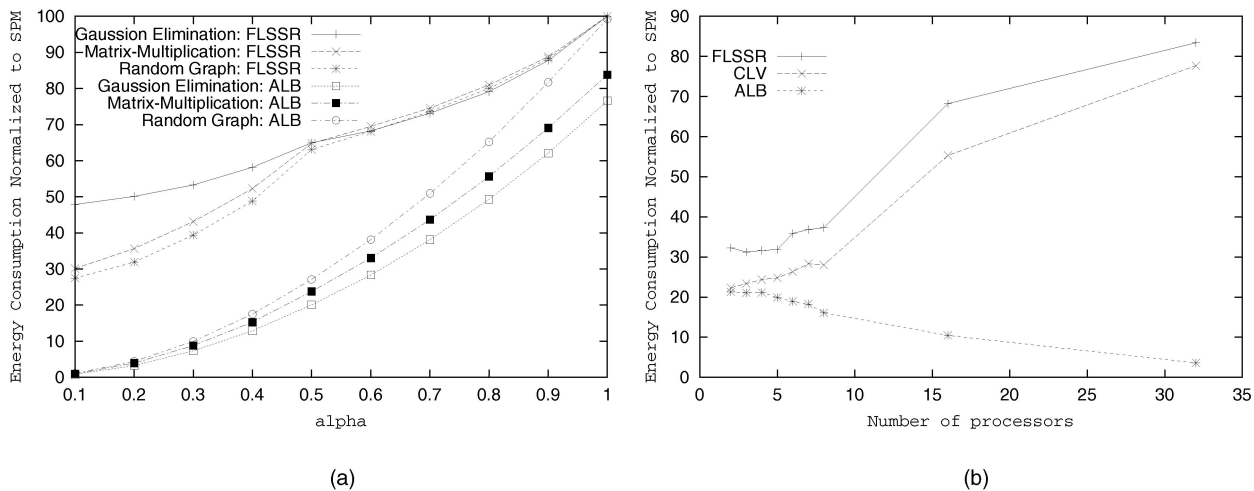 Energy Consumption Normalized to SPM
100
90
80
70
60
50
40
30
20
10
0
Gaussion Elimination: FLSSR
Matrix-Multiplication: FLSSR
Random Graph: FLSSR
Gaussion Elimination: ALB
Matrix-Multiplication: ALB
Random Graph: ALB
0.1 0.2 0.3 0.4 0.5 0.6 0.7 0.8 0.9 1
alpha
(a)
Energy Consumption Normalized to SPM
90
80
70
60
50
40
30
20
10
0
FLSSR
CLV
ALB
0 5 10 15 20 25 30 35
Number of processors
(b)